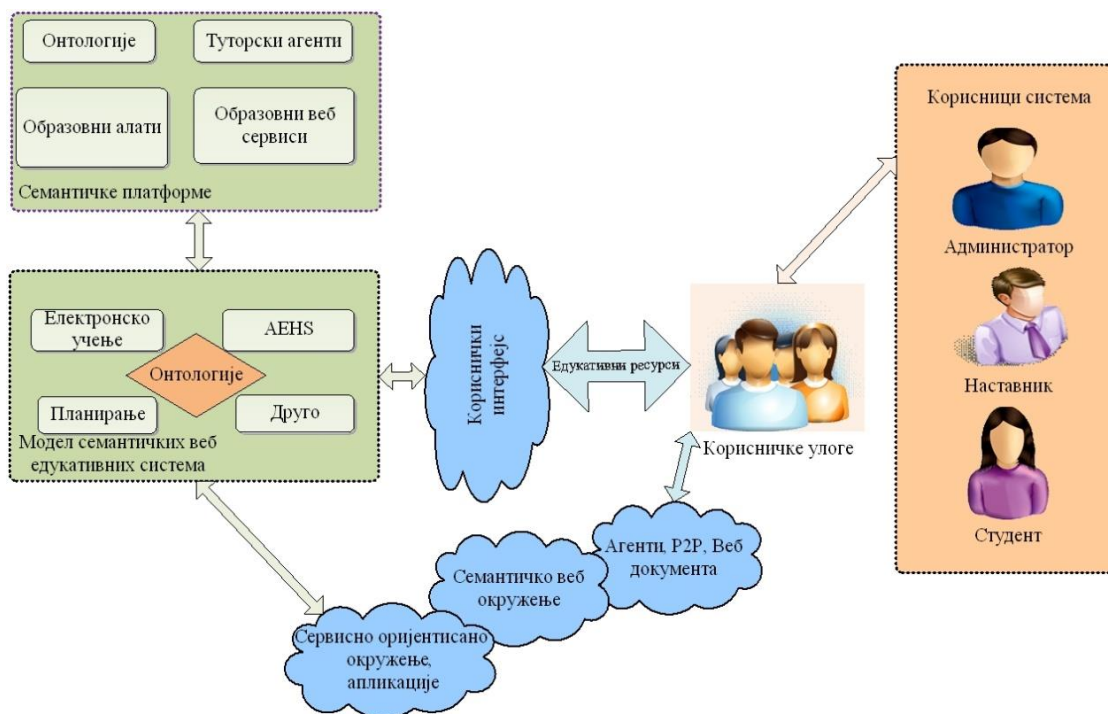 Онтологије
Туторски агенти
Образовни алати
Образовни веб
сервиси
Семантичке платформе
Електронско
учење
AEHS
Онтологије
Планирање
Друго
Модел семантичких веб
едукативних система
Кориснички
интерфејс
Едукативни ресурси
Корисничке улоге
Корисници система
Администратор
Наставник
Студент
Агенти, P2P, Веб
документа
Семантичко веб
окружење
Сервисно оријентисано
окружење,
апликације